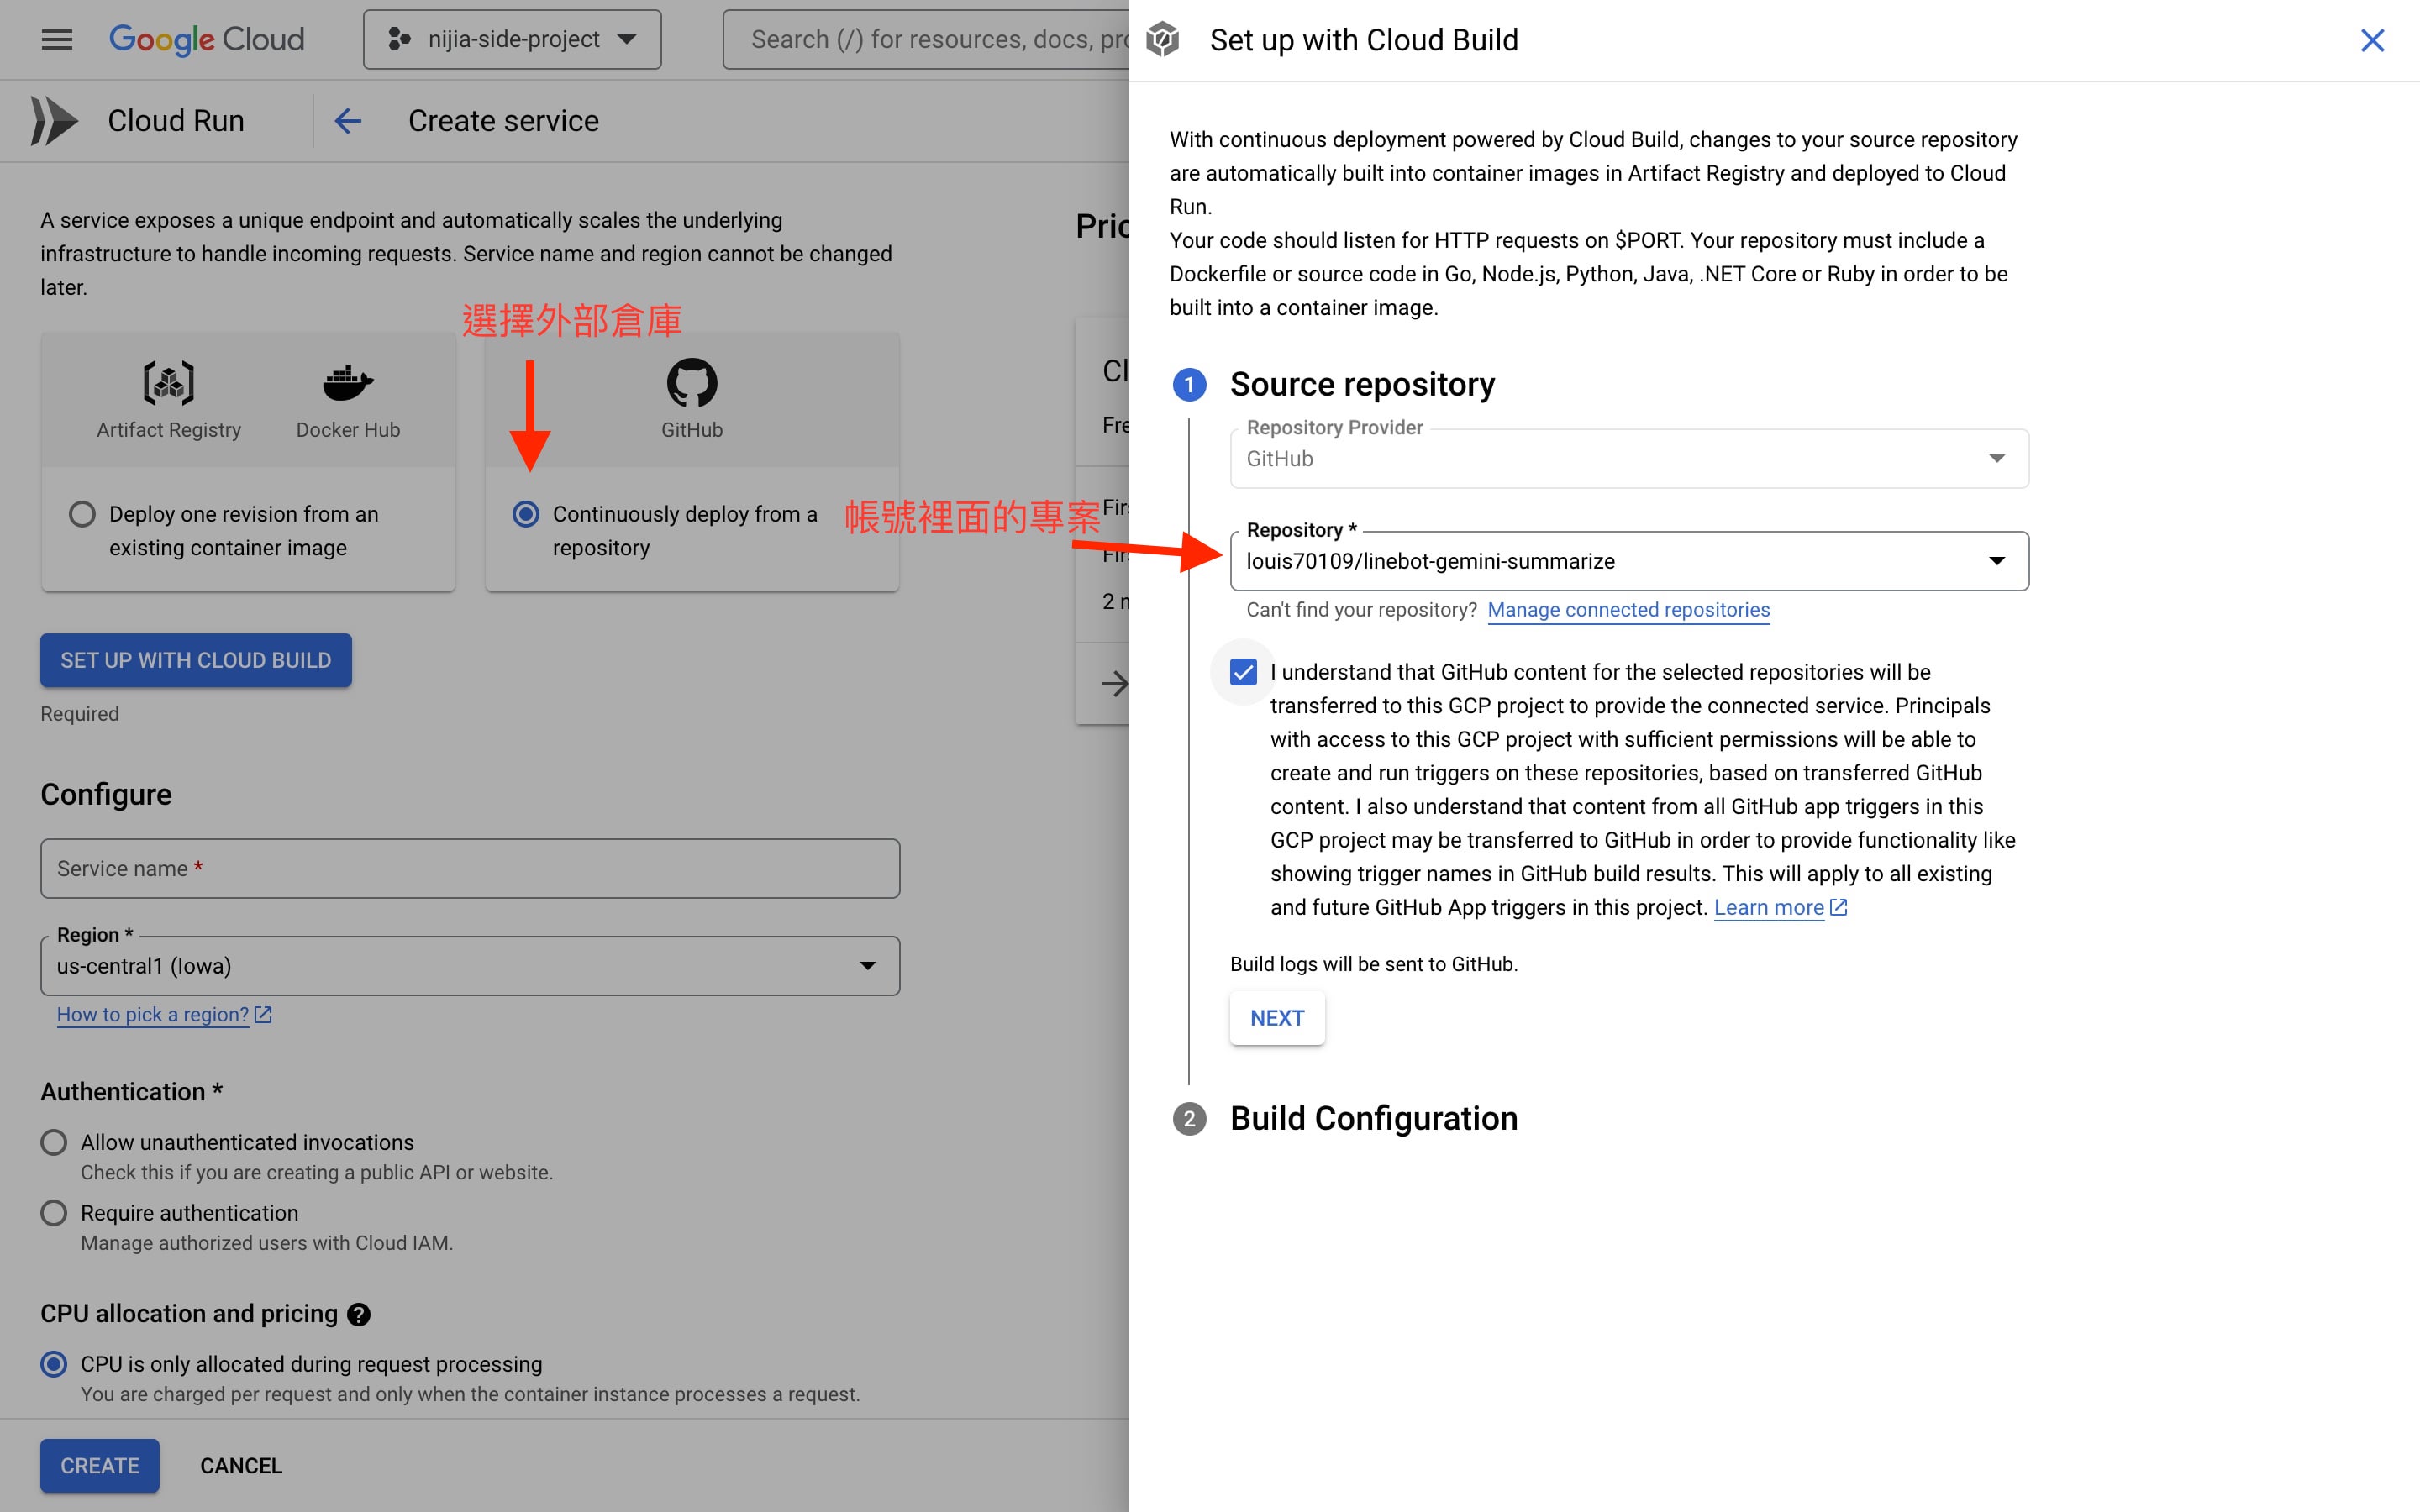 Google Cloud
nijia-side-project
Search (/) for resources, docs, pro
Cloud Run
Create service
A service exposes a unique endpoint and automatically scales the underlying
infrastructure to handle incoming requests. Service name and region cannot be changed
later.
選擇外部倉庫
Artifact Registry
Docker Hub
GitHub
Deploy one revision from an
existing container image
Continuously deploy from a
repository
帳號裡面的專案
SET UP WITH CLOUD BUILD
Required
Configure
Service name *
Region *
us-central1 (Iowa)
How to pick a region?
Authentication *
Allow unauthenticated invocations
Check this if you are creating a public API or website.
Require authentication
Manage authorized users with Cloud IAM.
CPU allocation and pricing
CPU is only allocated during request processing
You are charged per request and only when the container instance processes a request.
CREATE
CANCEL
Pric
Cl
Fre
Fir
Fir
2 m
Set up with Cloud Build
With continuous deployment powered by Cloud Build, changes to your source repository
are automatically built into container images in Artifact Registry and deployed to Cloud
Run.
Your code should listen for HTTP requests on $PORT. Your repository must include a
Dockerfile or source code in Go, Node.js, Python, Java, .NET Core or Ruby in order to be
built into a container image.
1 Source repository
Repository Provider
GitHub
Repository *
louis70109/linebot-gemini-summarize
Can't find your repository? Manage connected repositories
I understand that GitHub content for the selected repositories will be
transferred to this GCP project to provide the connected service. Principals
with access to this GCP project with sufficient permissions will be able to
create and run triggers on these repositories, based on transferred GitHub
content. I also understand that content from all GitHub app triggers in this
GCP project may be transferred to GitHub in order to provide functionality like
showing trigger names in GitHub build results. This will apply to all existing
and future GitHub App triggers in this project. Learn more
Build logs will be sent to GitHub.
NEXT
2 Build Configuration